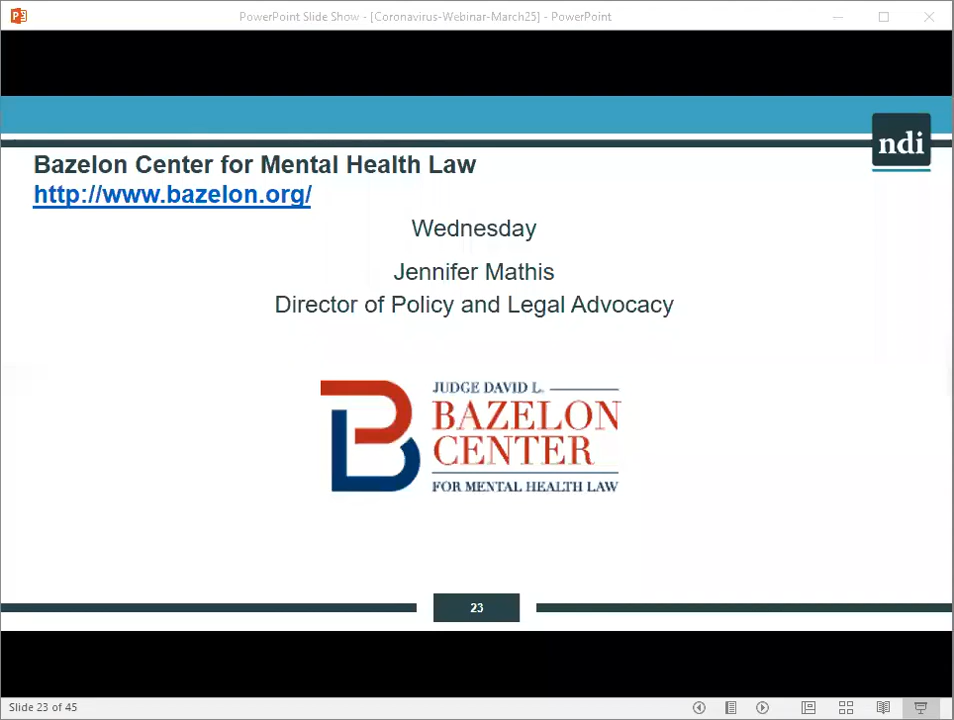 PowerPoint Slide Show - [Coronavirus-Webinar-March25] - PowerPoint
ndi
Bazelon Center for Mental Health Law
http://www.bazelon.org/
Wednesday
Jennifer Mathis
Director of Policy and Legal Advocacy
JUDGE DAVID L.
BAZELON
CENTER
FOR MENTAL HEALTH LAW
23
Slide 23 of 45